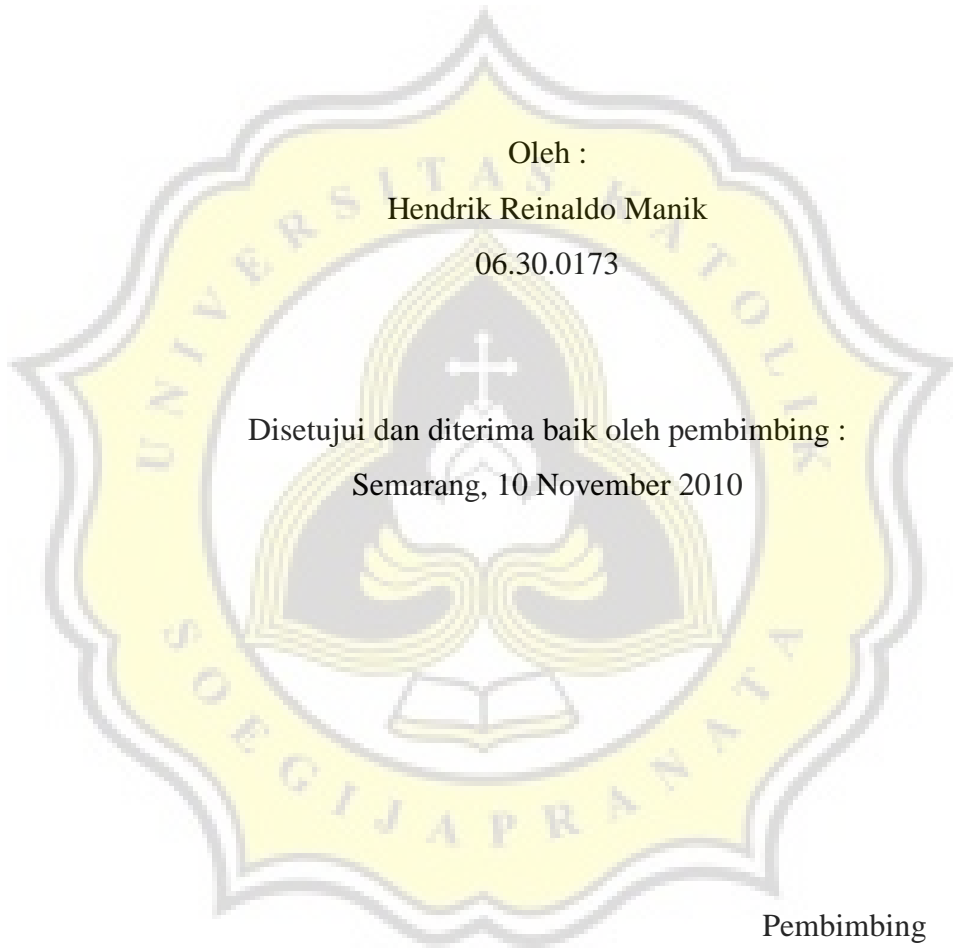 Oleh :
Hendrik Reinaldo Manik
06.30.0173
Disetujui dan diterima baik oleh pembimbing :
Semarang, 10 November 2010
UNIVERSITAS KATOLIK
SOEGIJAPRANATA
Pembimbing